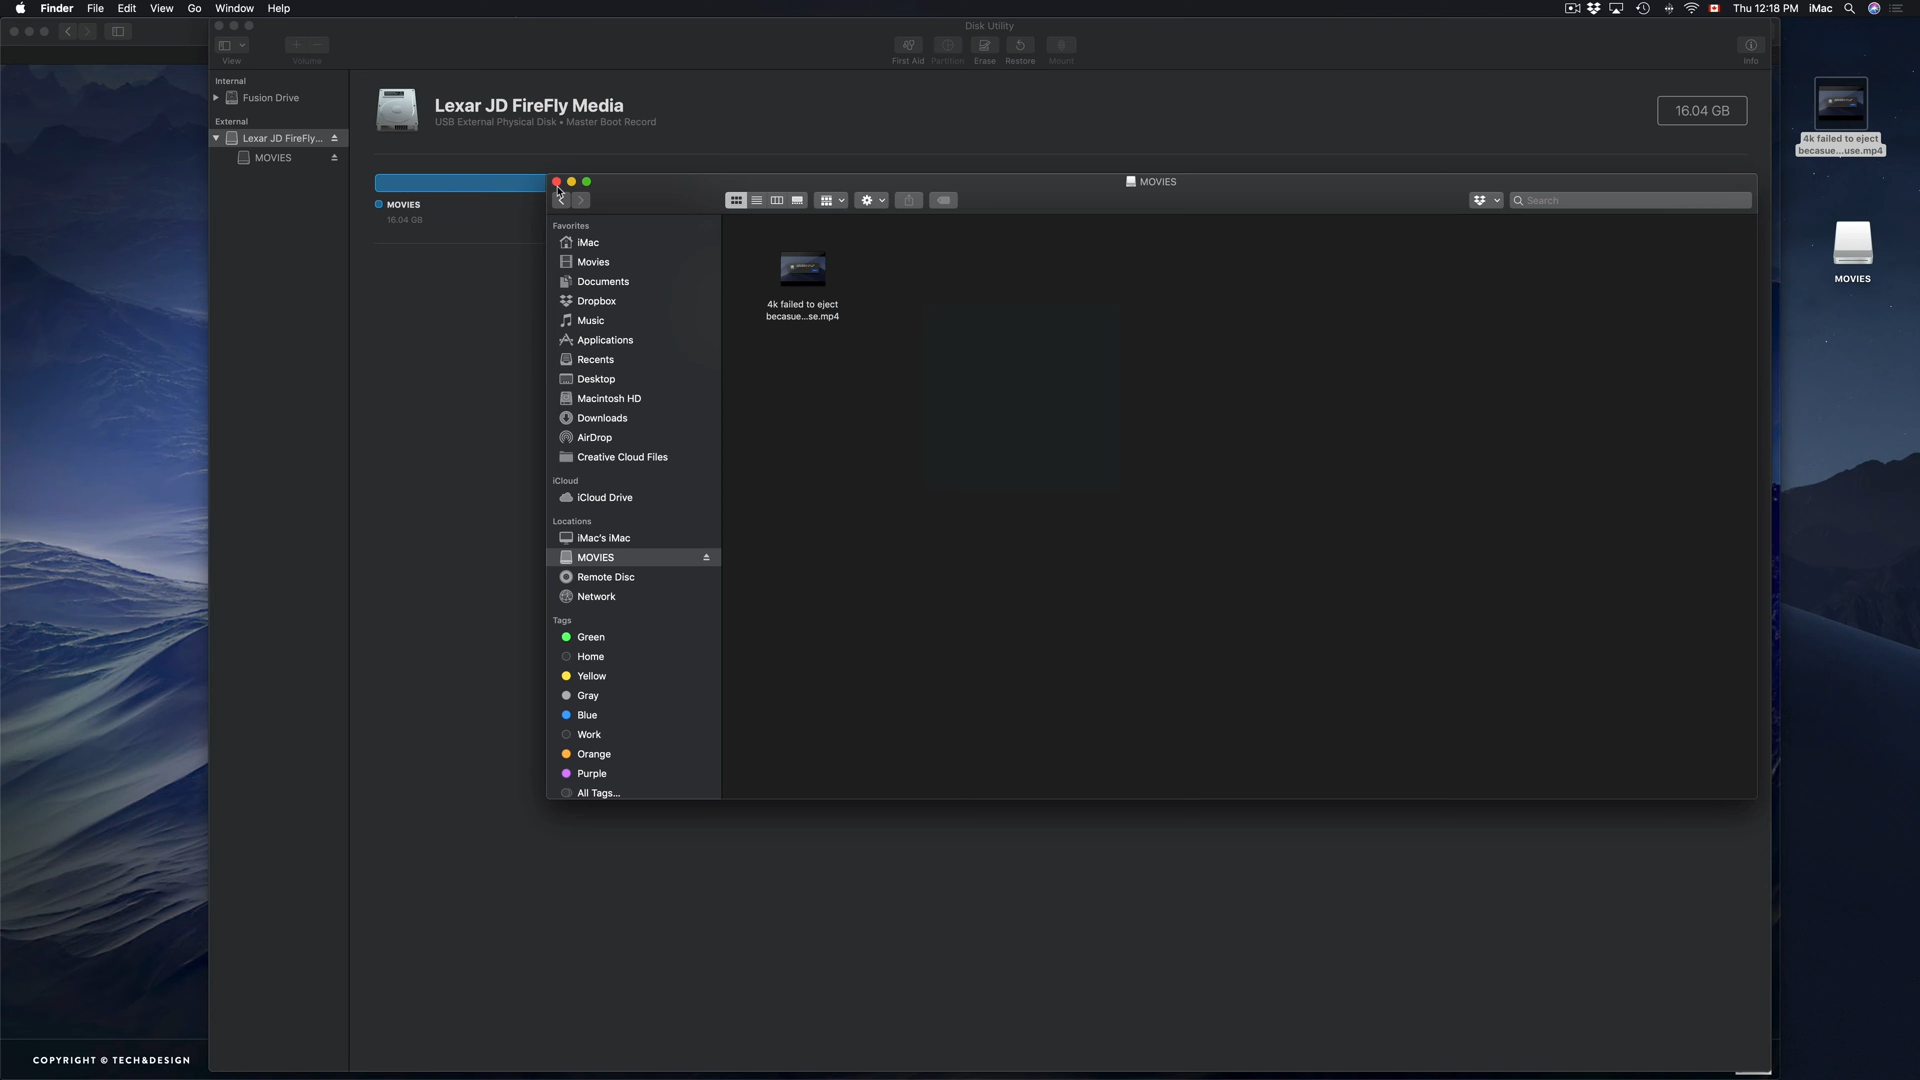 Finder File Edit View Go Window Help
Thu 12:18 PM iMac
Disk Utility
View
Volume
First Aid Partition Erase Restore Mount
Info
Internal
Fusion Drive
External
Lexar JD FireFly...
MOVIES
Lexar JD FireFly Media
USB External Physical Disk • Master Boot Record
16.04 GB
MOVIES
16.04 GB
MOVIES
Search
Favorites
iMac
Movies
Documents
Dropbox
Music
Applications
Recents
Desktop
Macintosh HD
Downloads
AirDrop
Creative Cloud Files
iCloud
iCloud Drive
Locations
iMac's iMac
MOVIES
Remote Disc
Network
Tags
Green
Home
Yellow
Gray
Blue
Work
Orange
Purple
All Tags...
4k failed to eject
becasue...se.mp4
4k failed to eject
becasue...use.mp4
MOVIES
COPYRIGHT © TECH&DESIGN